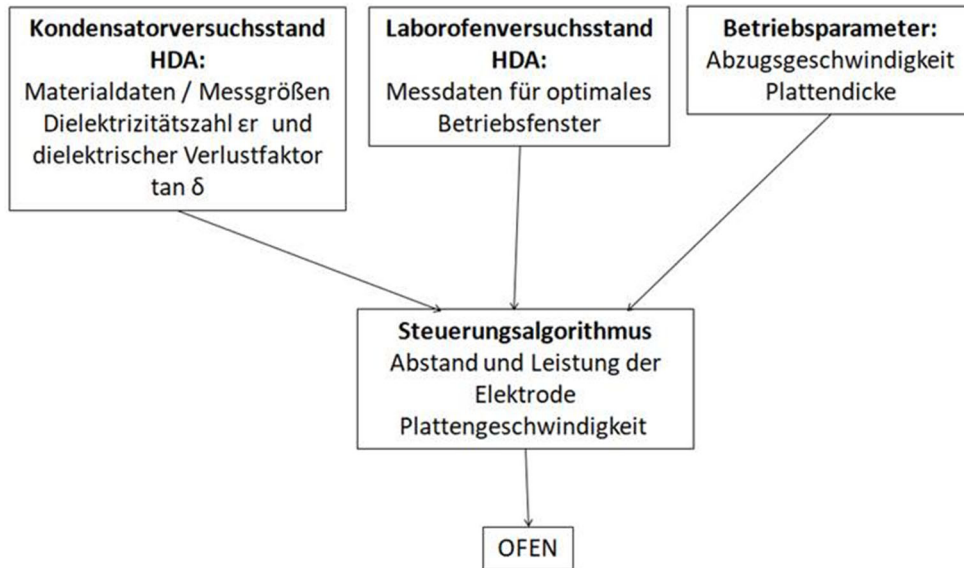 Kondensatorversuchsstand
HDA:
Materialdaten / Messgrößen
Dielektrizitätszahl εr und
dielektrischer Verlustfaktor
tan δ
Laborofenversuchsstand
HDA:
Messdaten für optimales
Betriebsfenster
Betriebsparameter:
Abzugsgeschwindigkeit
Plattendicke
Steuerungsalgorithmus
Abstand und Leistung der
Elektrode
Plattengeschwindigkeit
OFEN